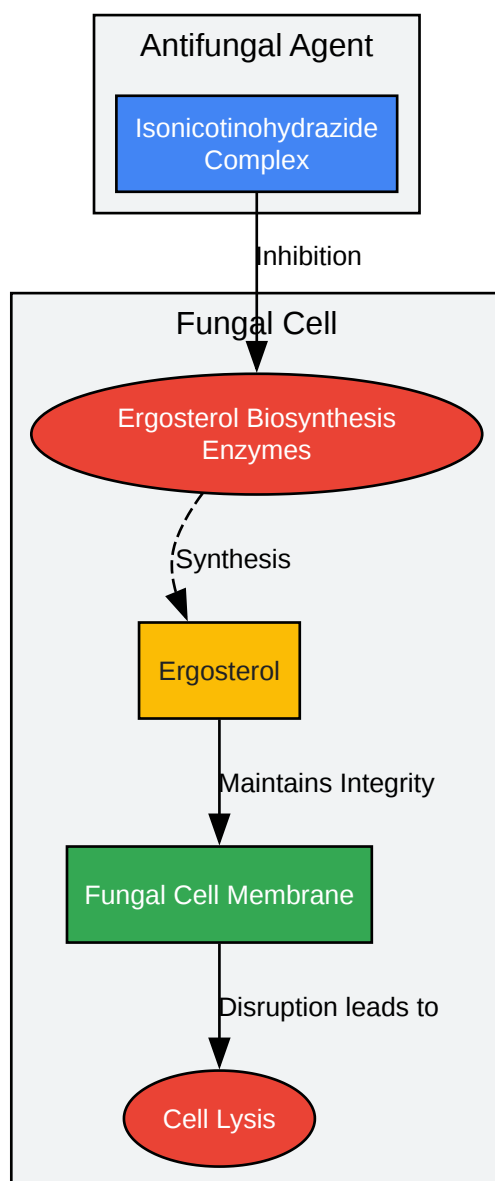 Antifungal Agent
Isonicotinohydrazide
Complex
Inhibition
Fungal Cell
Ergosterol Biosynthesis
Enzymes
Synthesis
Ergosterol
Maintains Integrity
Fungal Cell Membrane
Disruption leads to
Cell Lysis